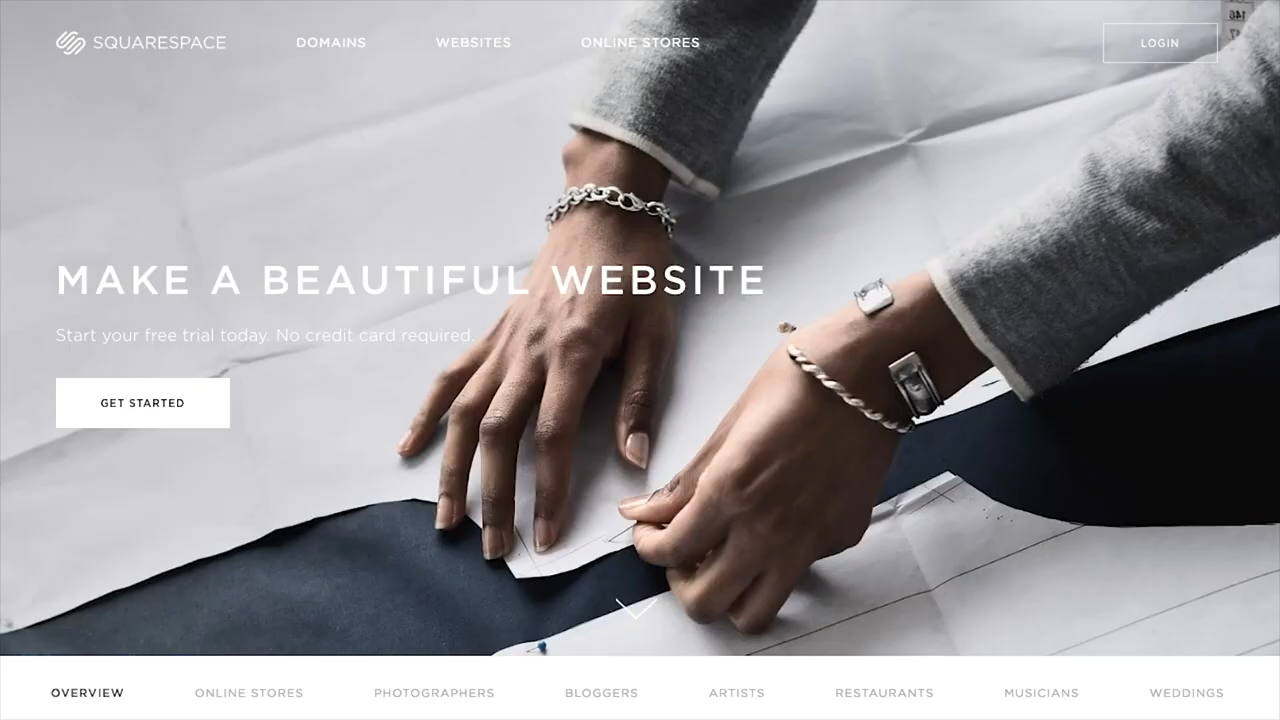 SQUARESPACE
DOMAINS
WEBSITES
ONLINE STORES
LOGIN
146
MAKE A BEAUTIFUL WEBSITE
Start your free trial today. No credit card required.
GET STARTED
OVERVIEW
ONLINE STORES
PHOTOGRAPHERS
BLOGGERS
ARTISTS
RESTAURANTS
MUSICIANS
WEDDINGS